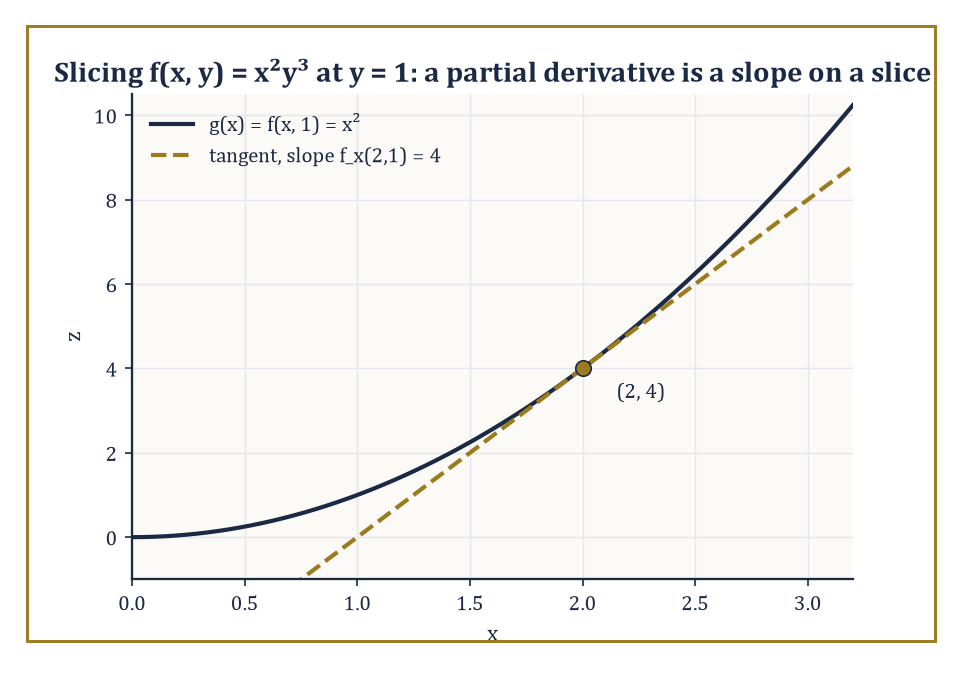 Slicing f(x, y) = x²y³ at y = 1: a partial derivative is a slope on a slice
g(x) = f(x, 1) = x²
tangent, slope f_x(2,1) = 4
10
8
6
4
2
0
z
(2, 4)
0.0 0.5 1.0 1.5 2.0 2.5 3.0
x